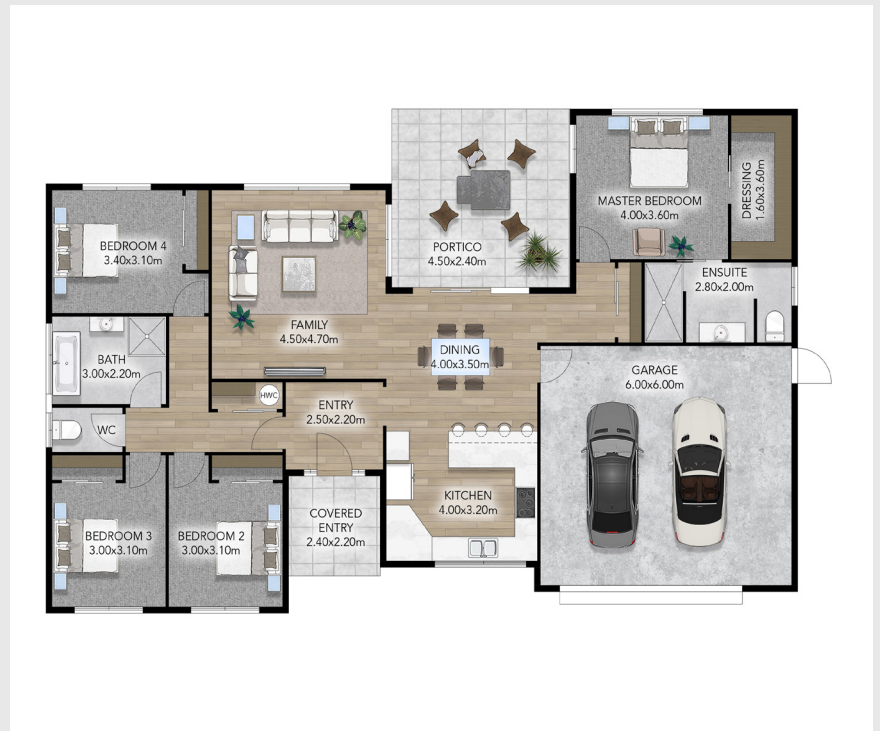 MASTER BEDROOM
4.00x3.60m
DRESSING
1.60x3.60m
BEDROOM 4
3.40x3.10m
PORTICO
4.50x2.40m
ENSUITE
2.80x2.00m
FAMILY
4.50x4.70m
DINING
4.00x3.50m
BATH
3.00x2.20m
GARAGE
6.00x6.00m
HWC
ENTRY
2.50x2.20m
WC
KITCHEN
4.00x3.20m
COVERED
ENTRY
2.40x2.20m
BEDROOM 3
3.00x3.10m
BEDROOM 2
3.00x3.10m